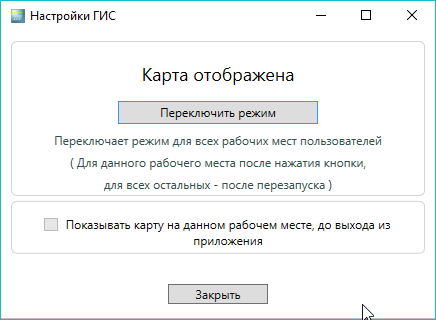 Настройки ГИС
Карта отображена
Переключить режим
Переключает режим для всех рабочих мест пользователей
( Для данного рабочего места после нажатия кнопки,
для всех остальных - после перезапуска )
Показывать карту на данном рабочем месте, до выхода из
приложения
Закрыть